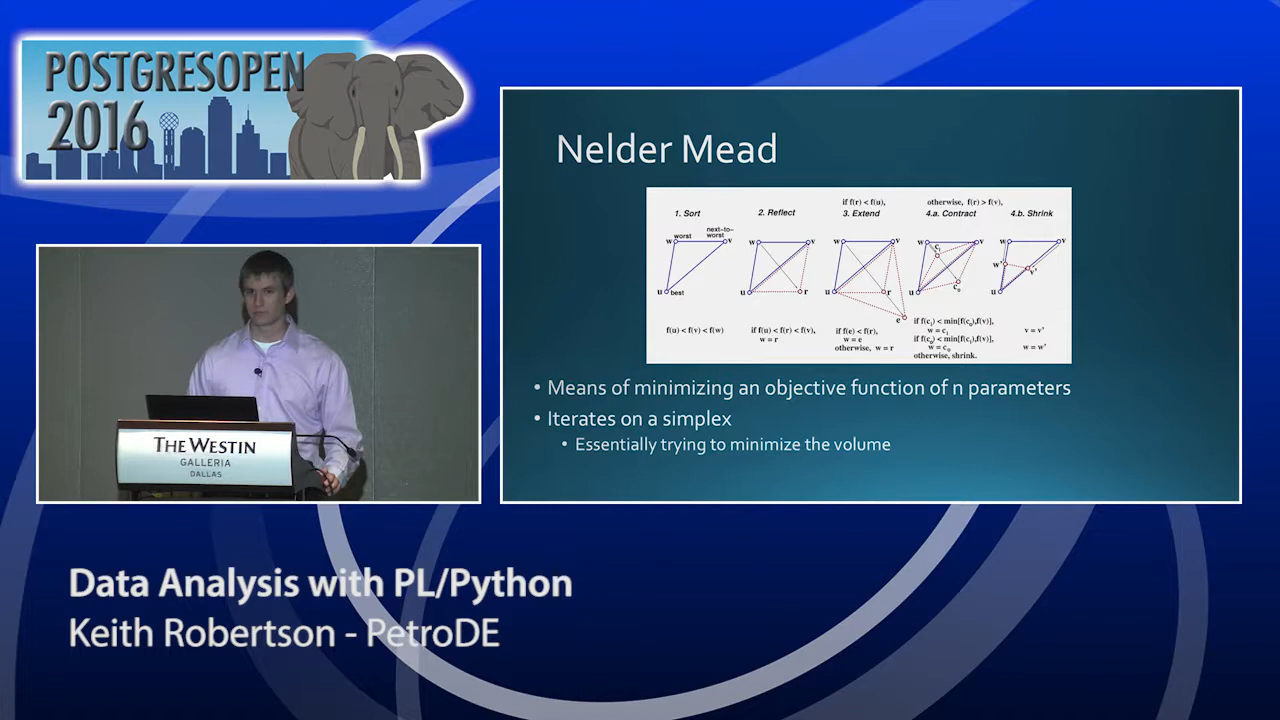 POSTGRESOPEN
2016
THE WESTIN
GALLERIA
DALLAS
Nelder Mead
1. Sort
2. Reflect
if f(r) < f(u),
3. Extend
otherwise, f(r) > f(v),
4.a. Contract
4.b. Shrink
w worst
next-to-worst v
u best
w v
u r
w v
u r
e
w v
c
u
c
w v
w' v'
u
f(u) < f(v) < f(w)
if f(u) < f(r) < f(v),
w = r
if f(e) < f(r),
w = e
otherwise, w = r
otherwise, shrink.
v = v'
w = w'
• Means of minimizing an objective function of n parameters
• Iterates on a simplex
• Essentially trying to minimize the volume
Data Analysis with PL/Python
Keith Robertson - PetroDE